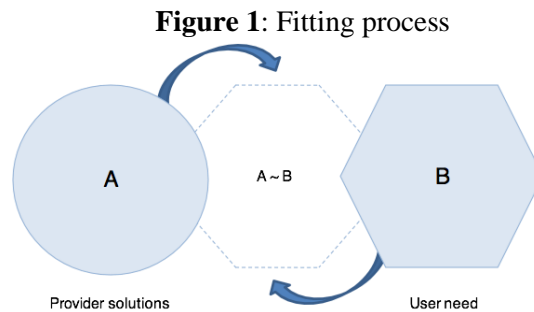 Figure 1: Fitting process
A
A ~ B
B
Provider solutions
User need